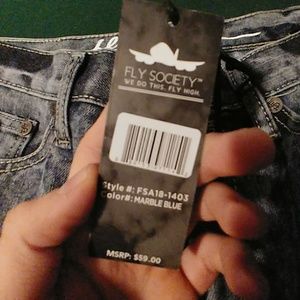 FLY SOCIETY™
WE DO THIS. FLY HIGH.
Style #: FSA18-1403
Color#: MARBLE BLUE
MSRP: $59.00